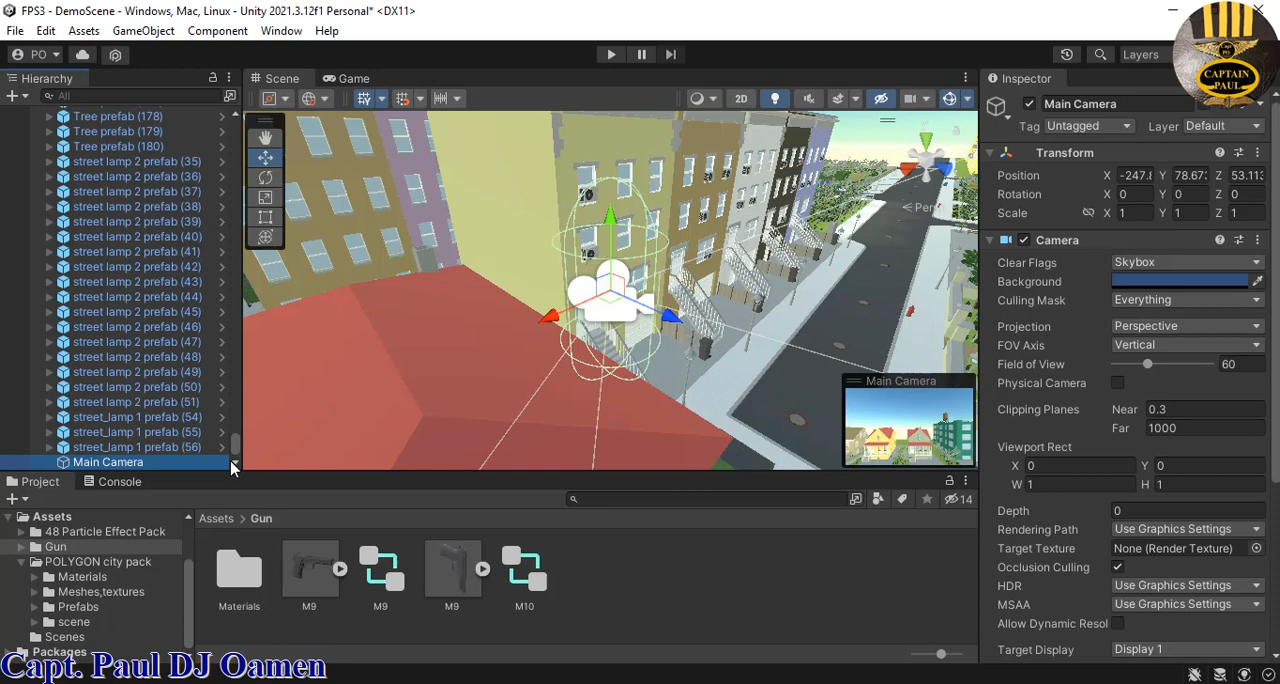 FPS3 - DemoScene - Windows, Mac, Linux - Unity 2021.3.12f1 Personal* <DX11>
File Edit Assets GameObject Component Window Help
PO Layers
CAPTAIN
PAUL
Hierarchy
All
Tree prefab (178)
Tree prefab (179)
Tree prefab (180)
street lamp 2 prefab (35)
street lamp 2 prefab (36)
street lamp 2 prefab (37)
street lamp 2 prefab (38)
street lamp 2 prefab (39)
street lamp 2 prefab (40)
street lamp 2 prefab (41)
street lamp 2 prefab (42)
street lamp 2 prefab (43)
street lamp 2 prefab (44)
street lamp 2 prefab (45)
street lamp 2 prefab (46)
street lamp 2 prefab (47)
street lamp 2 prefab (48)
street lamp 2 prefab (49)
street lamp 2 prefab (50)
street lamp 2 prefab (51)
street_lamp 1 prefab (54)
street_lamp 1 prefab (55)
street_lamp 1 prefab (56)
Main Camera
Scene Game
2D
< Pers
Main Camera
Inspector
Main Camera
Tag Untagged Layer Default
Transform
Position X -247.8 Y 78.673 Z 53.113
Rotation X 0 Y 0 Z 0
Scale X 1 Y 1 Z 1
Camera
Clear Flags Skybox
Background
Culling Mask Everything
Projection Perspective
FOV Axis Vertical
Field of View 60
Physical Camera
Clipping Planes Near 0.3
Far 1000
Viewport Rect
X 0 Y 0
W 1 H 1
Depth 0
Rendering Path Use Graphics Settings
Target Texture None (Render Texture)
Occlusion Culling
HDR Use Graphics Settings
MSAA Use Graphics Settings
Allow Dynamic Resol
Target Display Display 1
Project Console
14
Assets
48 Particle Effect Pack
Gun
POLYGON city pack
Materials
Meshes,textures
Prefabs
scene
Scenes
Packages
Assets > Gun
Materials M9 M9 M9 M10
Capt. Paul DJ Oamen